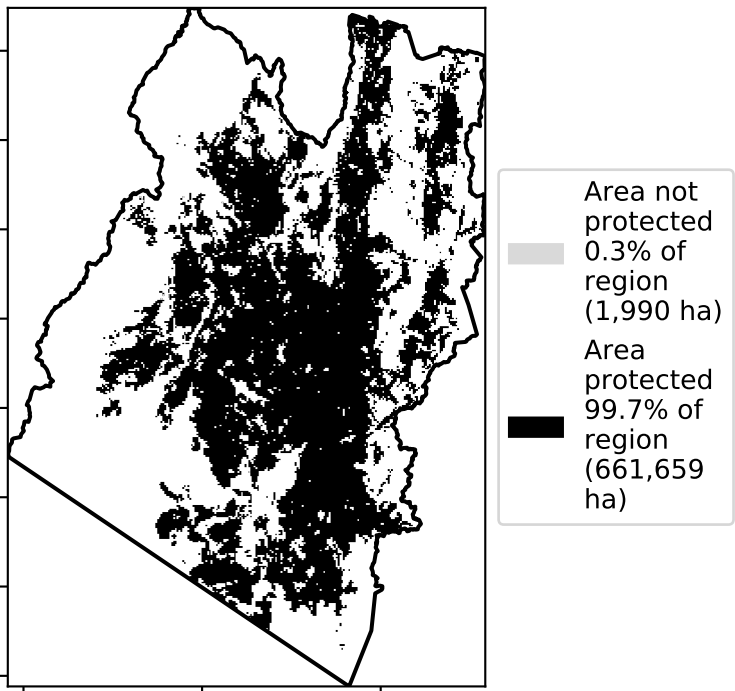 Area not
protected
0.3% of
region
(1,990 ha)
Area
protected
99.7% of
region
(661,659
ha)